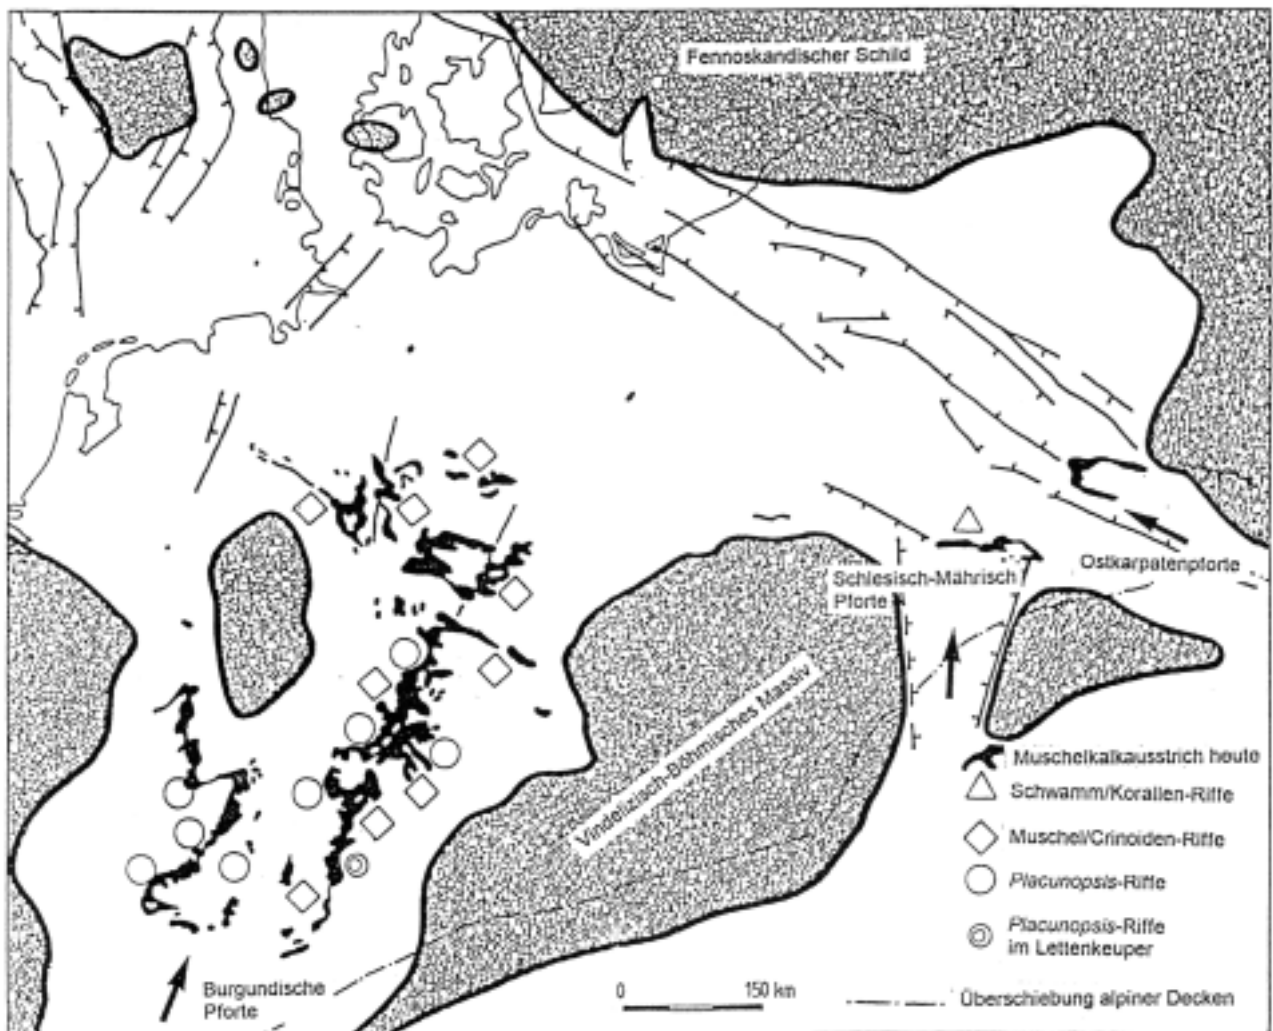 Fennoskandischer Schild
Ostkarpatenpforte
Schlesisch-Mährisch
Pforte
Vindelizisch-Böhmisches Massiv
Muschelkalkausstrich heute
Schwamm/Korallen-Riffe
Muschel/Crinoiden-Riffe
Placunopsis-Riffe
Placunopsis-Riffe
im Lettenkeuper
Burgundische
Pforte
0 150 km
Überschiebung alpiner Decken